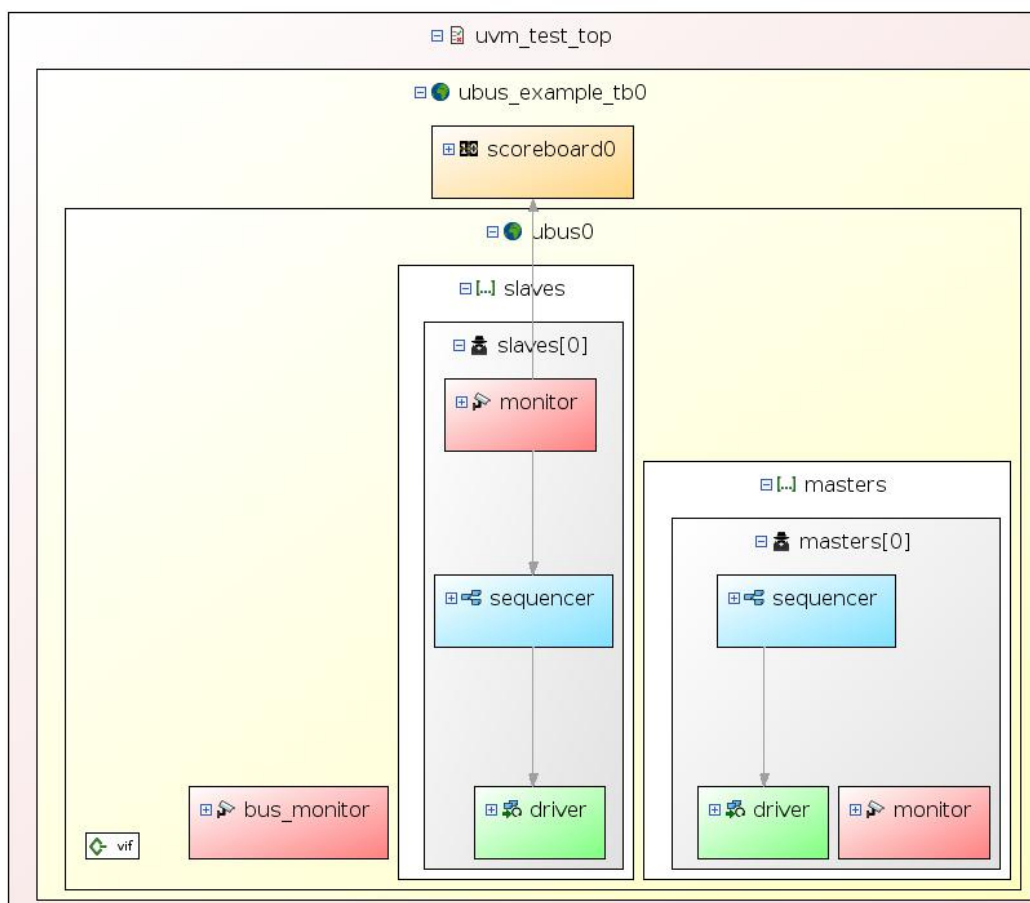 uvm_test_top
ubus_example_tb0
scoreboard0
ubus0
[...] slaves
slaves[0]
monitor
[...] masters
masters[0]
sequencer
sequencer
bus_monitor
driver
driver
monitor
vif